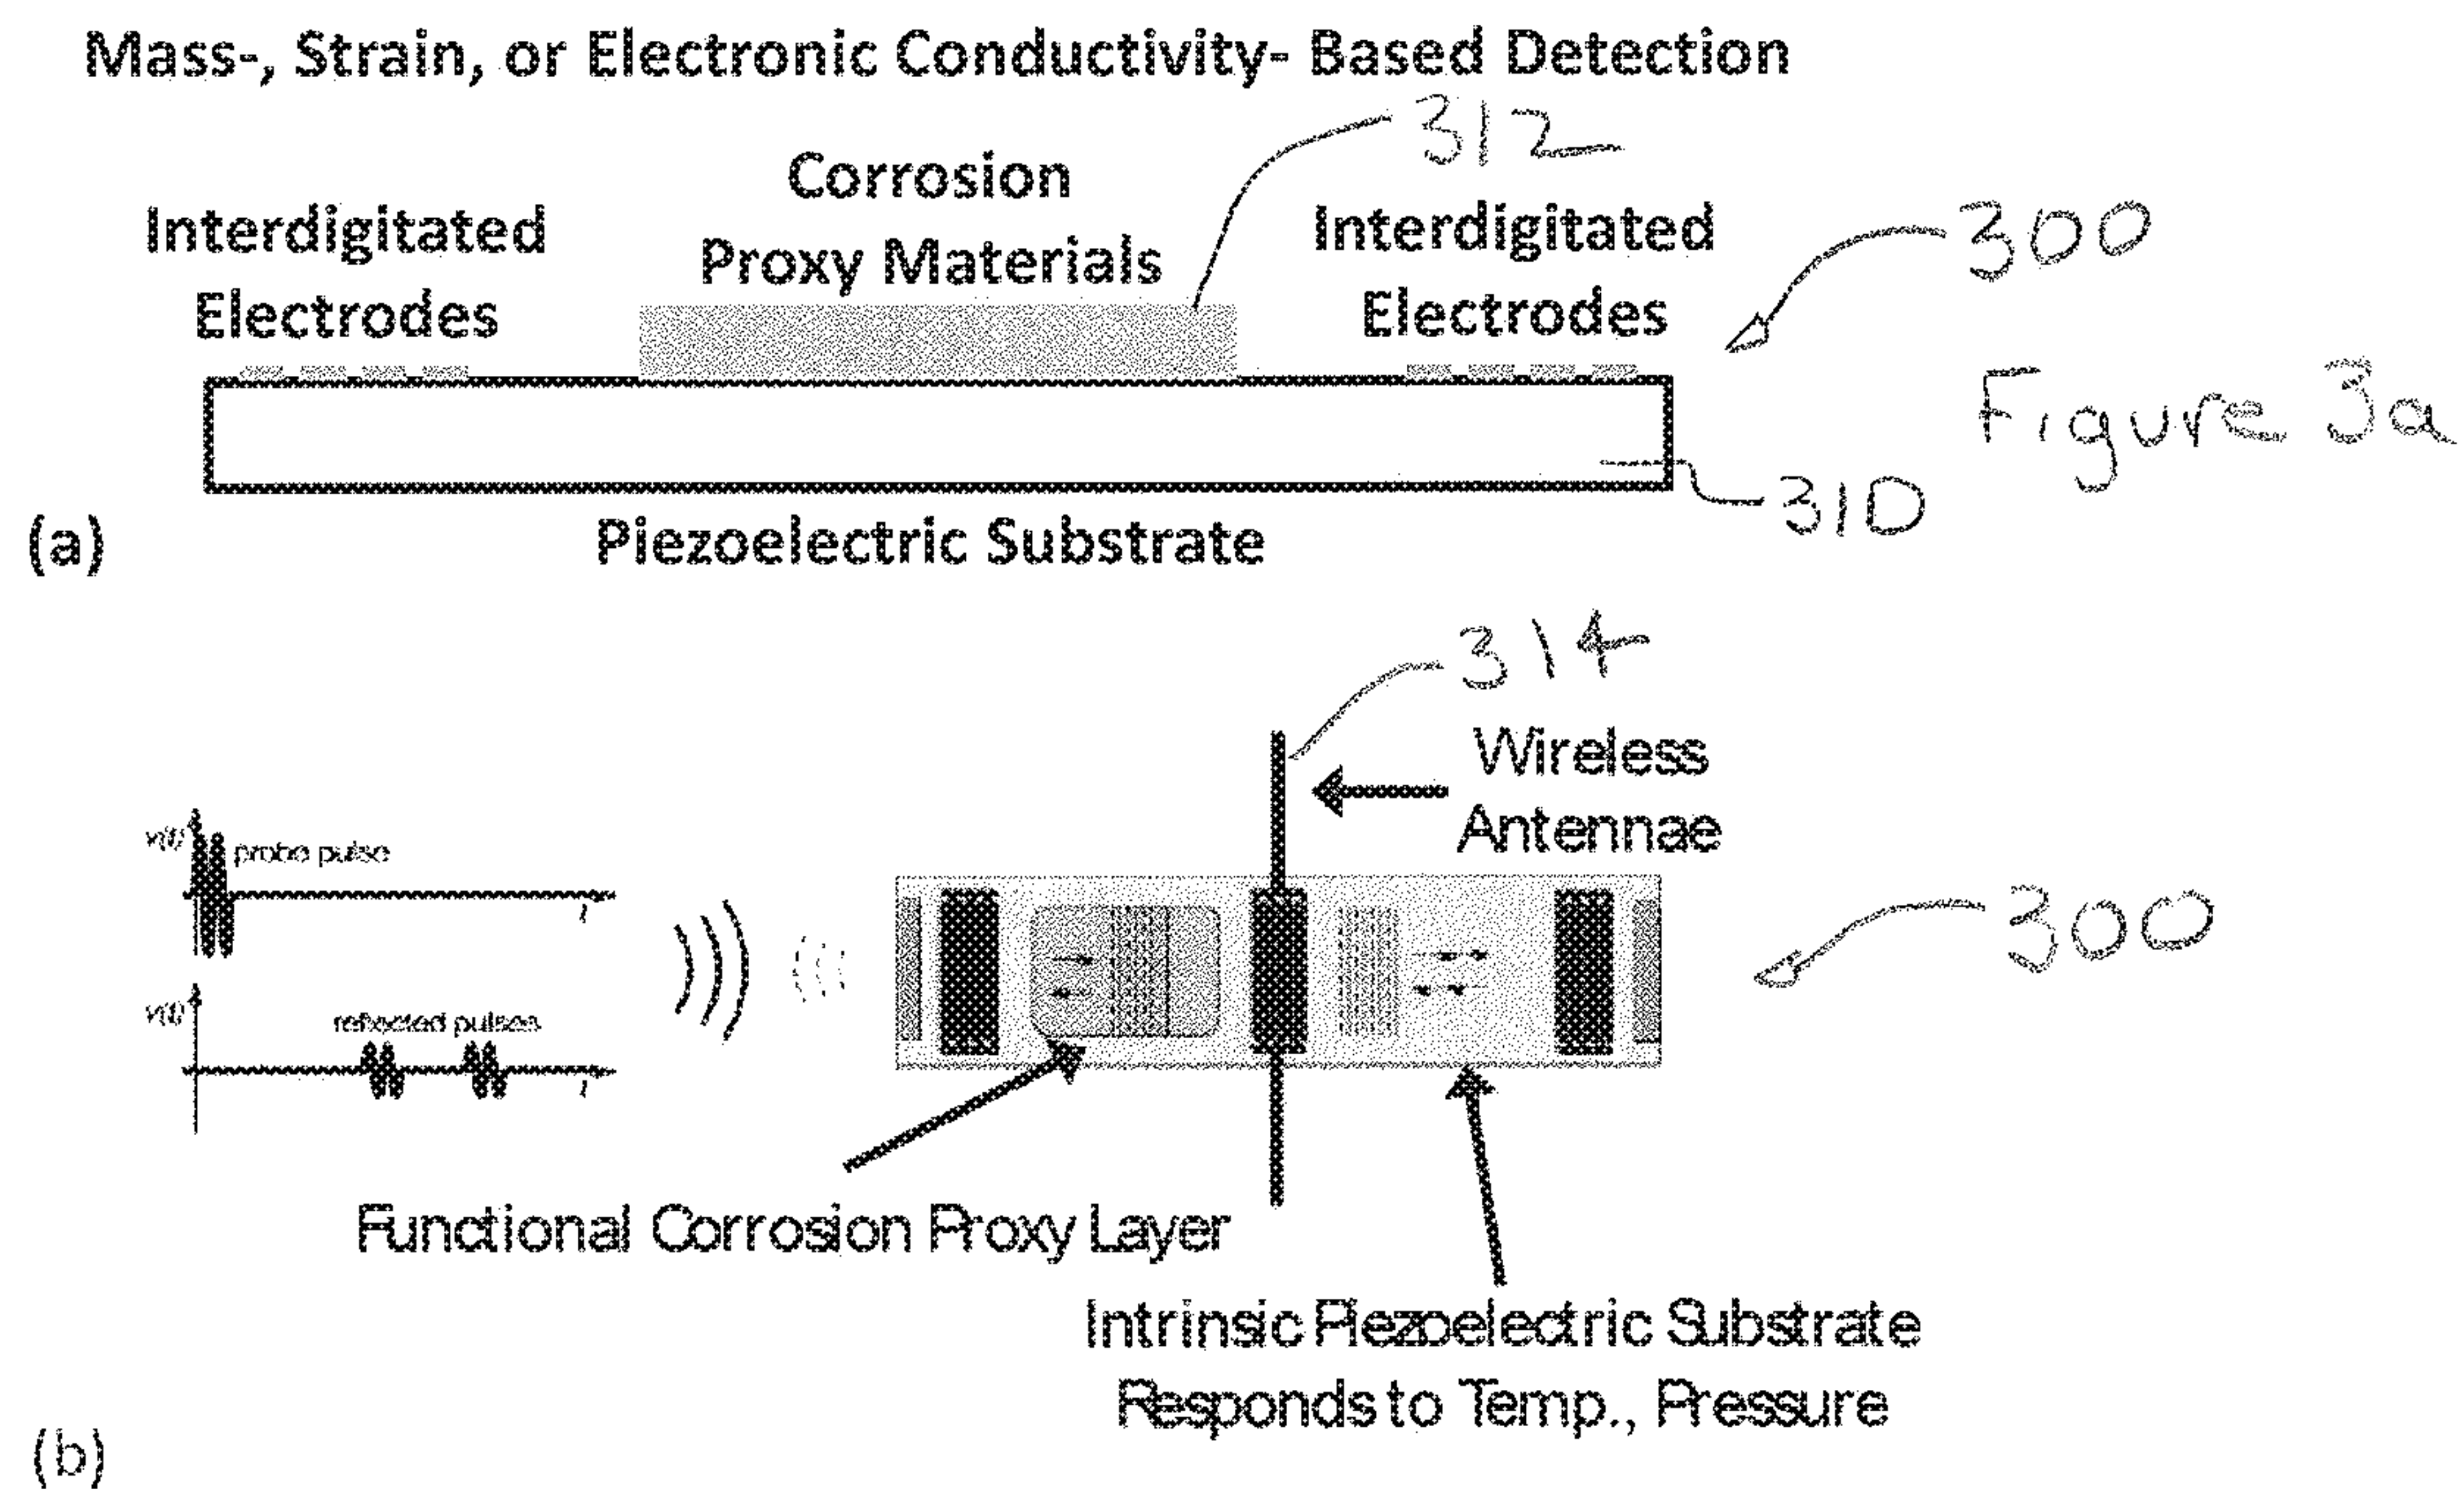 Mass-, Strain, or Electronic Conductivity- Based Detection
312
Corrosion
Proxy Materials
Interdigitated
Electrodes
Interdigitated
Electrodes
300
Figure 3a
310
(a)
Piezoelectric Substrate
314
Wireless
Antennae
v(t)
probe pulse
t
300
v(t)
reflected pulses
t
Functional Corrosion Proxy Layer
Intrinsic Piezoelectric Substrate
Responds to Temp., Pressure
(b)